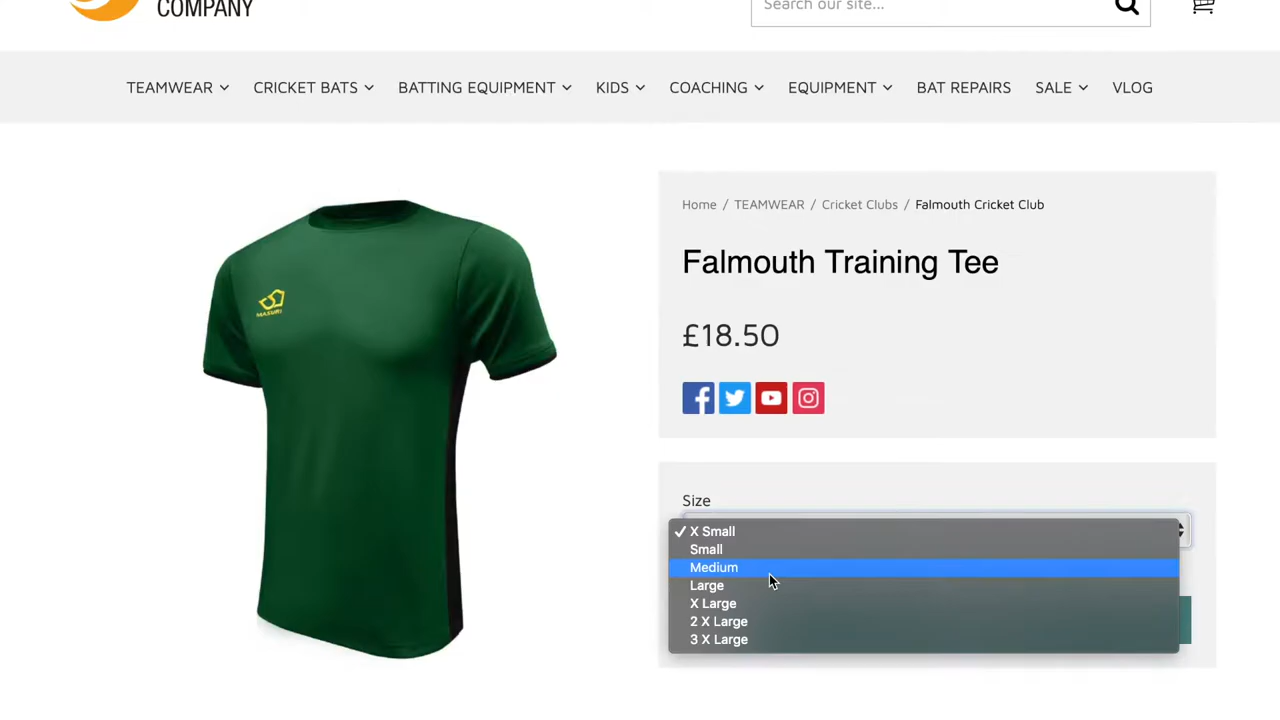 COMPANY
Search our site...
TEAMWEAR CRICKET BATS BATTING EQUIPMENT KIDS COACHING EQUIPMENT BAT REPAIRS SALE VLOG
MASURI
Home / TEAMWEAR / Cricket Clubs / Falmouth Cricket Club
Falmouth Training Tee
£18.50
Size
X Small
Small
Medium
Large
X Large
2 X Large
3 X Large